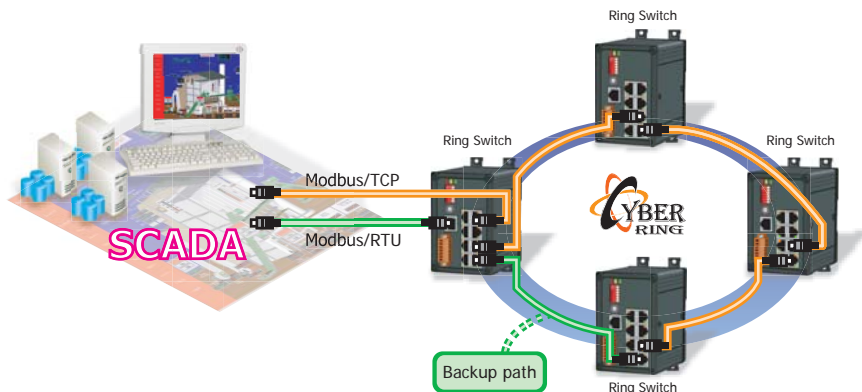 Ring Switch
Ring Switch
Ring Switch
Modbus/TCP
CYBER
RING
SCADA
Modbus/RTU
Backup path
Ring Switch